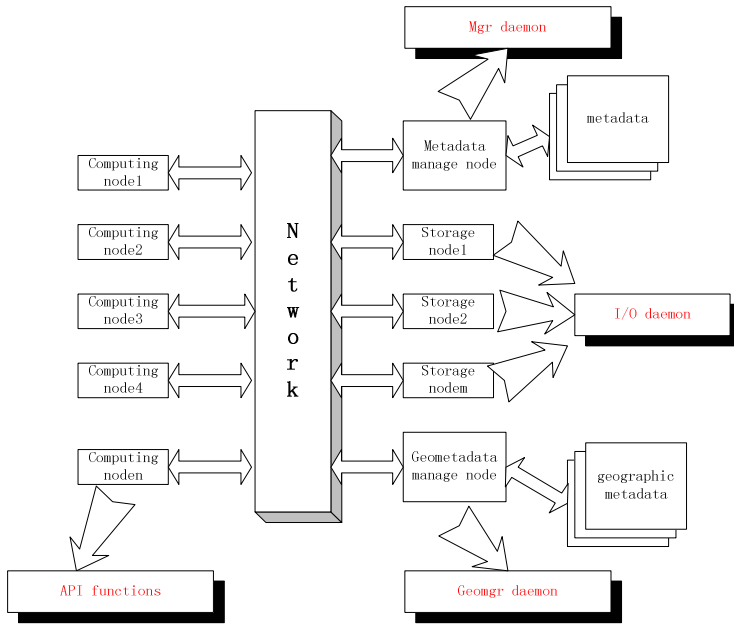 Mgr daemon
metadata
Metadata
manage node
Computing
node1
Computing
node2
Computing
node3
Computing
node4
Computing
noden
Network
Storage
node1
Storage
node2
Storage
nodem
I/O daemon
Geometadata
manage node
geographic
metadata
API functions
Geomgr daemon